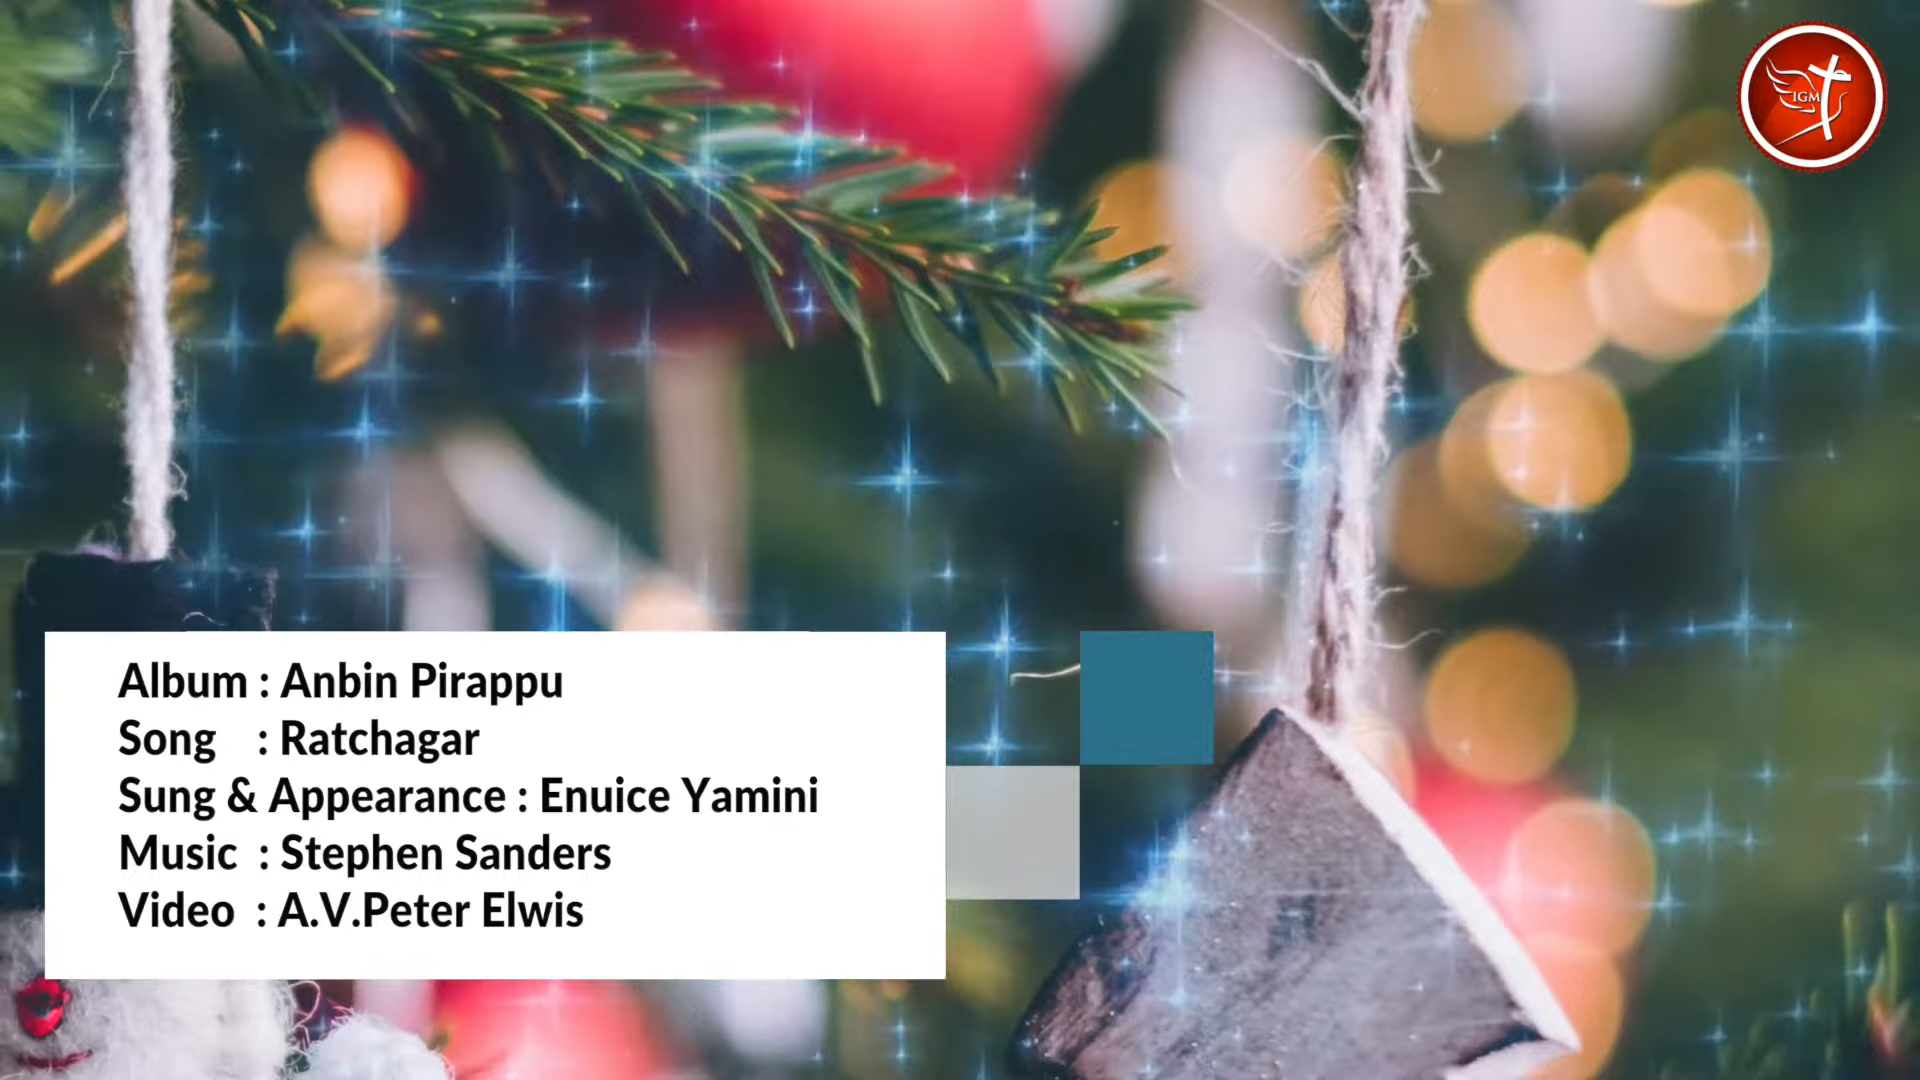 IGM
Album : Anbin Pirappu
Song : Ratchagar
Sung & Appearance : Enuice Yamini
Music : Stephen Sanders
Video : A.V.Peter Elwis